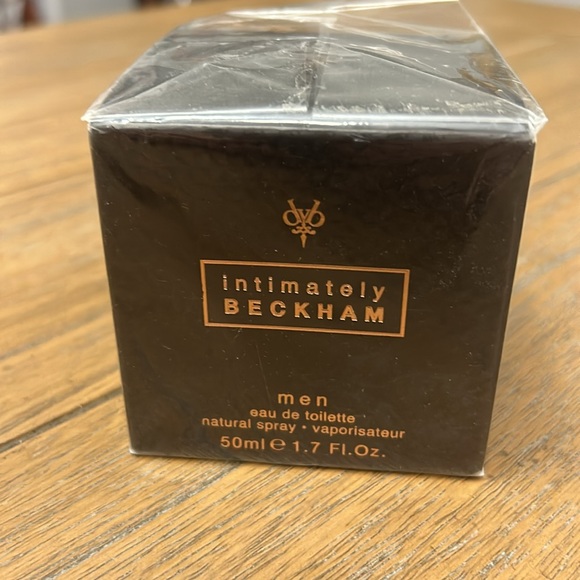 intimately
BECKHAM
men
eau de toilette
natural spray • vaporisateur
50ml ℮ 1.7 Fl.Oz.